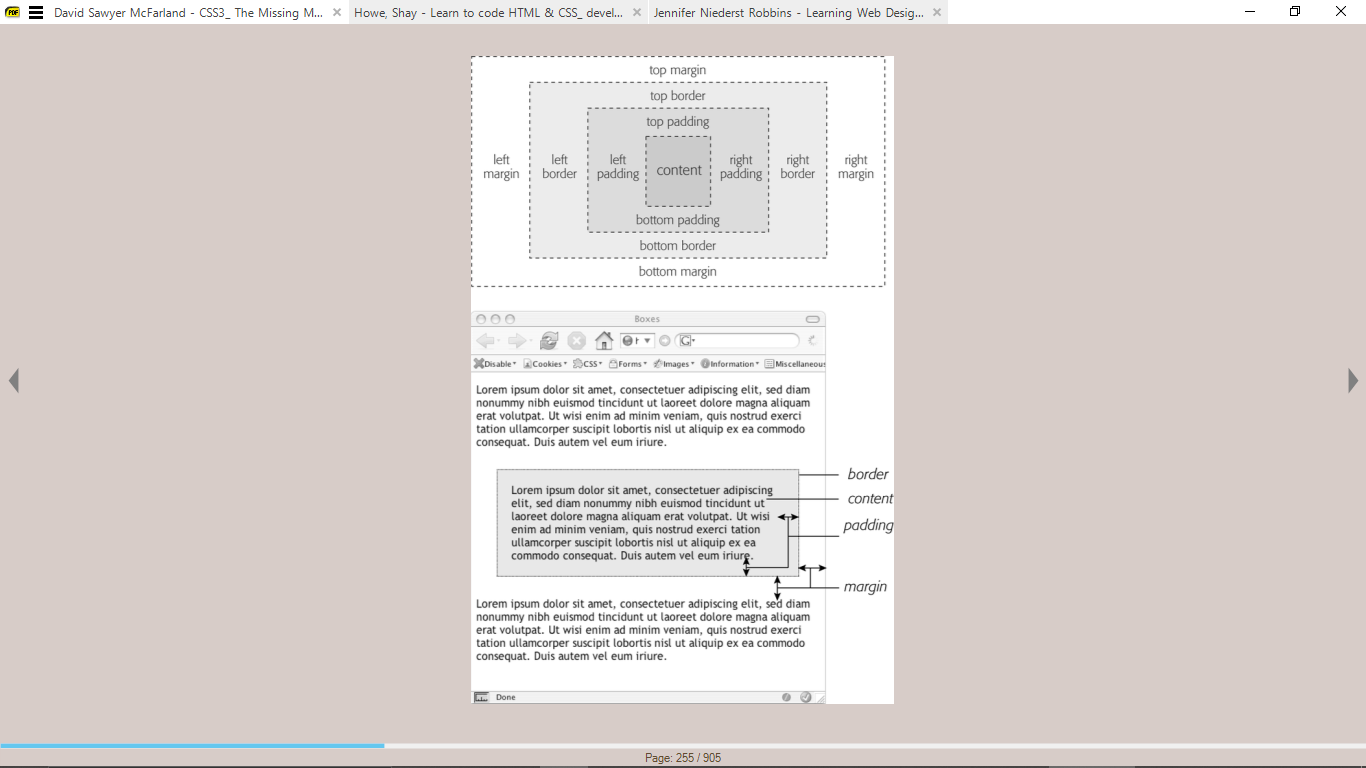 David Sawyer McFarland - CSS3_ The Missing M...
Howe, Shay - Learn to code HTML & CSS_ devel...
Jennifer Niederst Robbins - Learning Web Desig...
top margin
top border
top padding
left margin
left border
left padding
content
right padding
right border
right margin
bottom padding
bottom border
bottom margin
Boxes
Disable Cookies CSS Forms Images Information Miscellaneous
Lorem ipsum dolor sit amet, consectetuer adipiscing elit, sed diam
nonummy nibh euismod tincidunt ut laoreet dolore magna aliquam
erat volutpat. Ut wisi enim ad minim veniam, quis nostrud exerci
tation ullamcorper suscipit lobortis nisl ut aliquip ex ea commodo
consequat. Duis autem vel eum iriure.
border
Lorem ipsum dolor sit amet, consectetuer adipiscing
content
elit, sed diam nonummy nibh euismod tincidunt ut
laoreet dolore magna aliquam erat volutpat. Ut wisi
padding
enim ad minim veniam, quis nostrud exerci tation
ullamcorper suscipit lobortis nisl ut aliquip ex ea
commodo consequat. Duis autem vel eum iriure.
margin
Lorem ipsum dolor sit amet, consectetuer adipiscing elit, sed diam
nonummy nibh euismod tincidunt ut laoreet dolore magna aliquam
erat volutpat. Ut wisi enim ad minim veniam, quis nostrud exerci
tation ullamcorper suscipit lobortis nisl ut aliquip ex ea commodo
consequat. Duis autem vel eum iriure.
Done
Page: 255 / 905